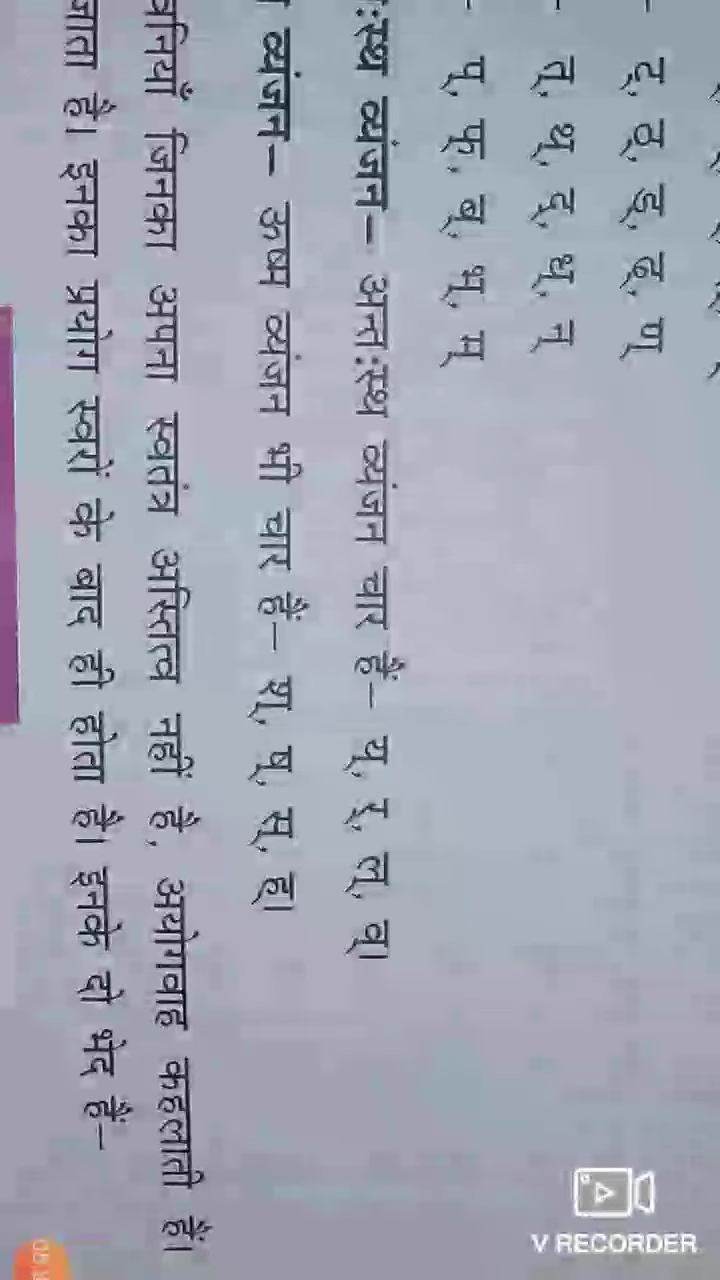 – ट्, ठ्, ड्, ढ्, ण्
– त्, थ्, द्, ध्, न्
– प्, फ्, ब्, भ्, म्
:स्थ व्यंजन– अन्त:स्थ व्यंजन चार हैं– य्, र्, ल्, व्।
व्यंजन– ऊष्म व्यंजन भी चार हैं– श्, ष्, स्, ह्।
जिनका अपना स्वतंत्र अस्तित्व नहीं है, अयोगवाह कहलाती हैं।
जाता है। इनका प्रयोग स्वरों के बाद ही होता है। इनके दो भेद हैं–
V RECORDER